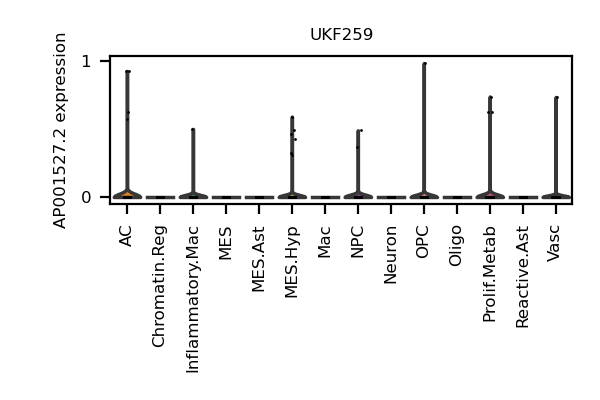 UKF259
AP001527.2 expression
1
0
AC
Chromatin.Reg
Inflammatory.Mac
MES
MES.Ast
MES.Hyp
Mac
NPC
Neuron
OPC
Oligo
Prolif.Metab
Reactive.Ast
Vasc